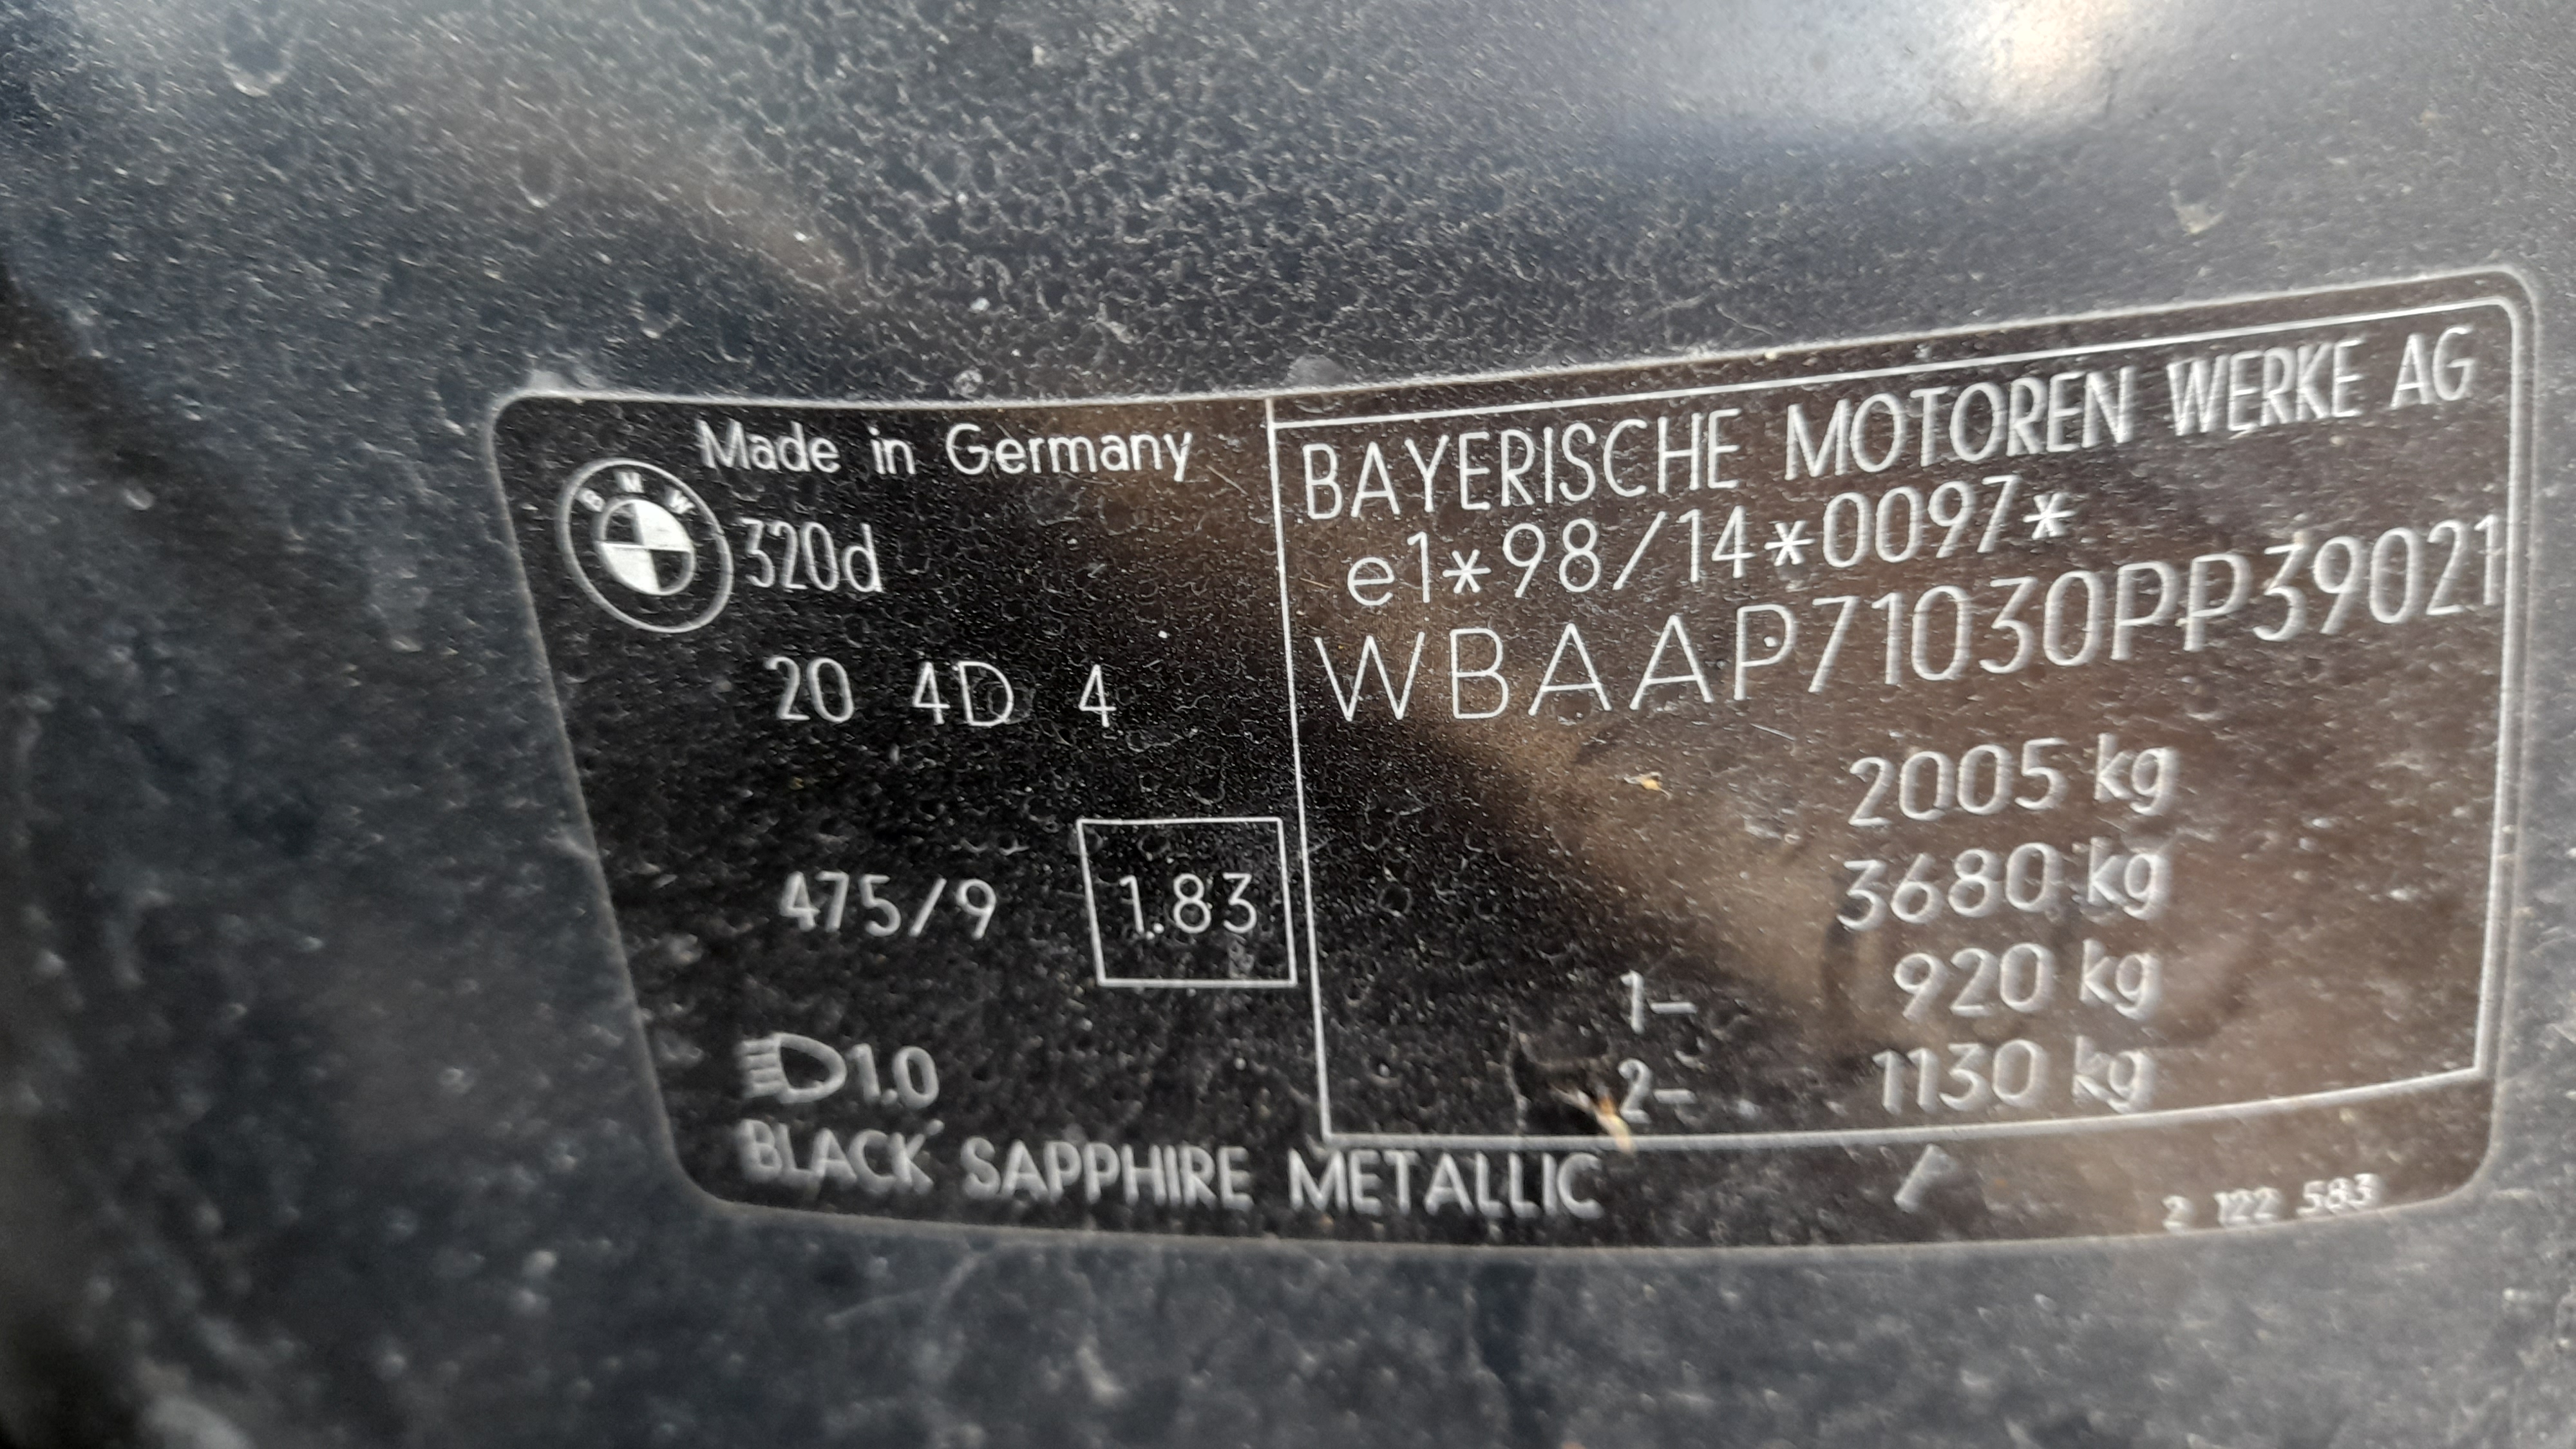 Made in Germany
BMW
320d
20 4D 4
475/9 1.83
1.0
BLACK SAPPHIRE METALLIC
BAYERISCHE MOTOREN WERKE AG
e1*98/14*0097*
WBAAP71030PP39021
2005 kg
3680 kg
1- 920 kg
2- 1130 kg
2 122 583